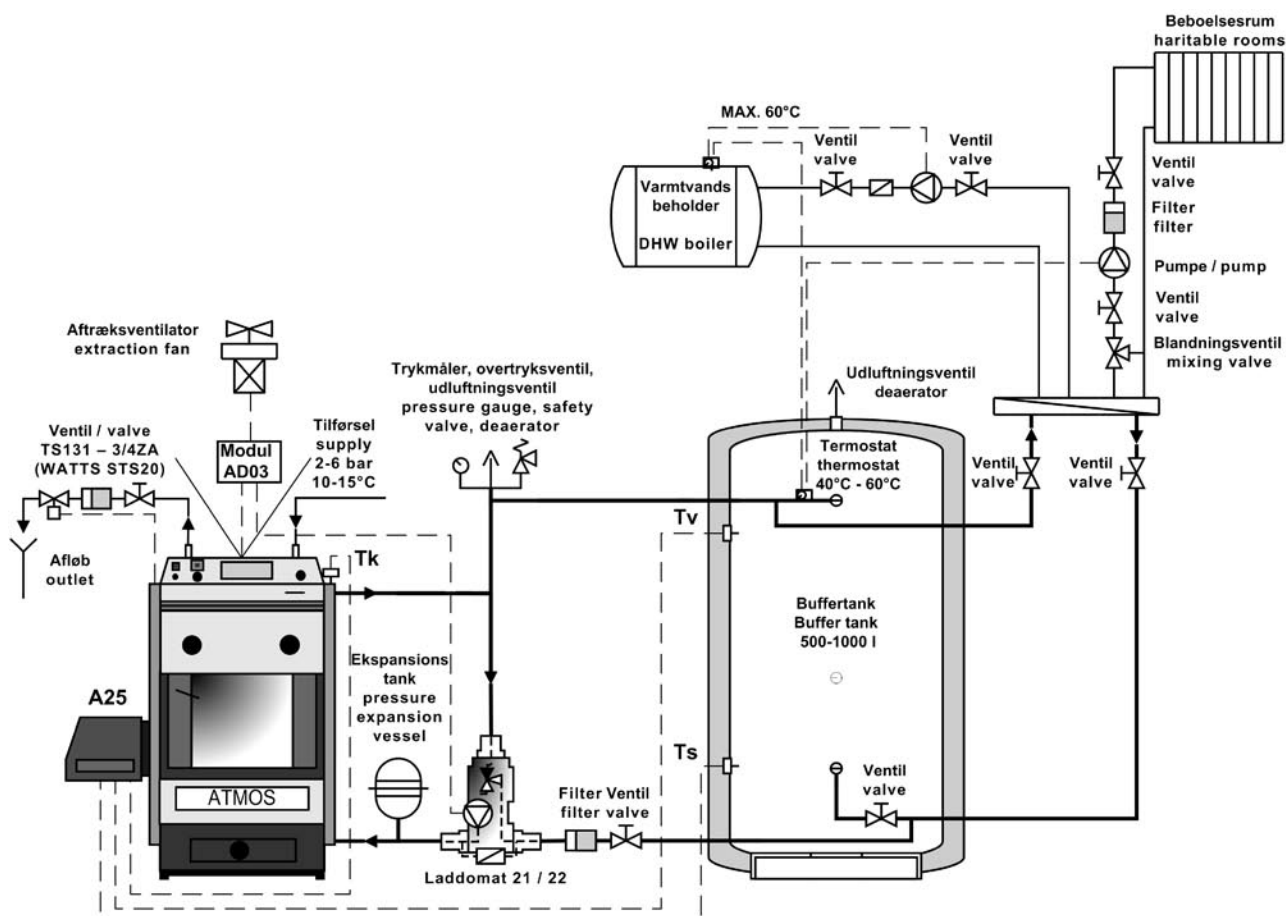 Beboelsesrum
haritable rooms
MAX. 60°C
Ventil
valve
Ventil
valve
Ventil
valve
Varmtvands
beholder
DHW boiler
Filter
filter
Pumpe / pump
Ventil
valve
Blandningsventil
mixing valve
Aftræksventilator
extraction fan
Trykmåler, overtryksventil,
udluftningsventil
pressure gauge, safety
valve, deaerator
Udluftningsventil
deaerator
Ventil / valve
TS131 – 3/4ZA
(WATTS STS20)
Modul
AD03
Tilførsel
supply
2-6 bar
10-15°C
Termostat
thermostat
40°C - 60°C
Ventil
valve
Ventil
valve
Tv
Afløb
outlet
Tk
Buffertank
Buffer tank
500-1000 l
Ekspansions
tank
pressure
expansion
vessel
A25
Ts
ATMOS
Filter Ventil
filter valve
Ventil
valve
Laddomat 21 / 22